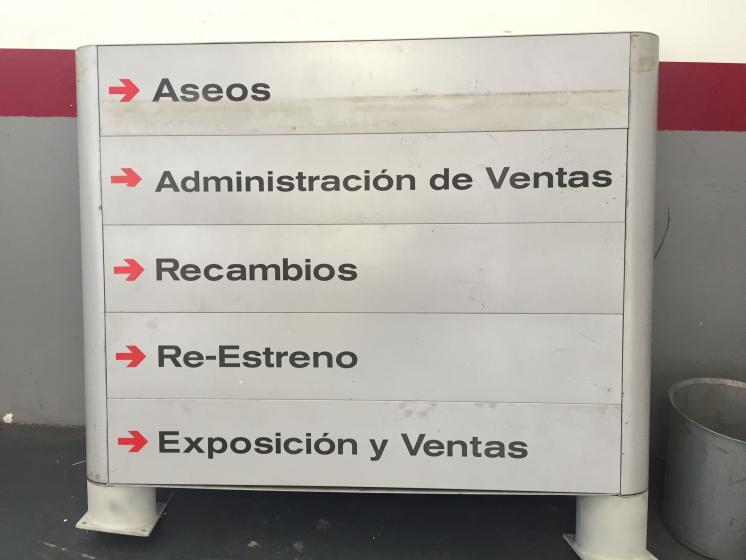 Aseos
Administración de Ventas
Recambios
Re-Estreno
Exposición y Ventas